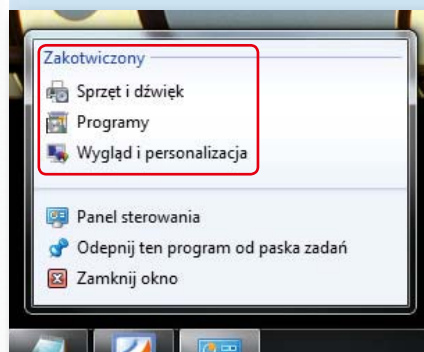 Zakotwiczony
Sprzęt i dźwięk
Programy
Wygląd i personalizacja
Panel sterowania
Odepnij ten program od paska zadań
Zamknij okno